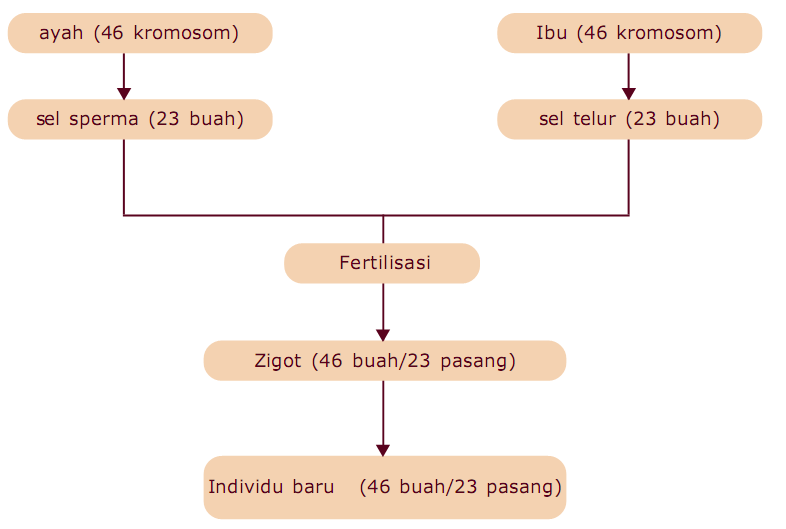 ayah (46 kromosom)
Ibu (46 kromosom)
sel sperma (23 buah)
sel telur (23 buah)
Fertilisasi
Zigot (46 buah/23 pasang)
Individu baru (46 buah/23 pasang)